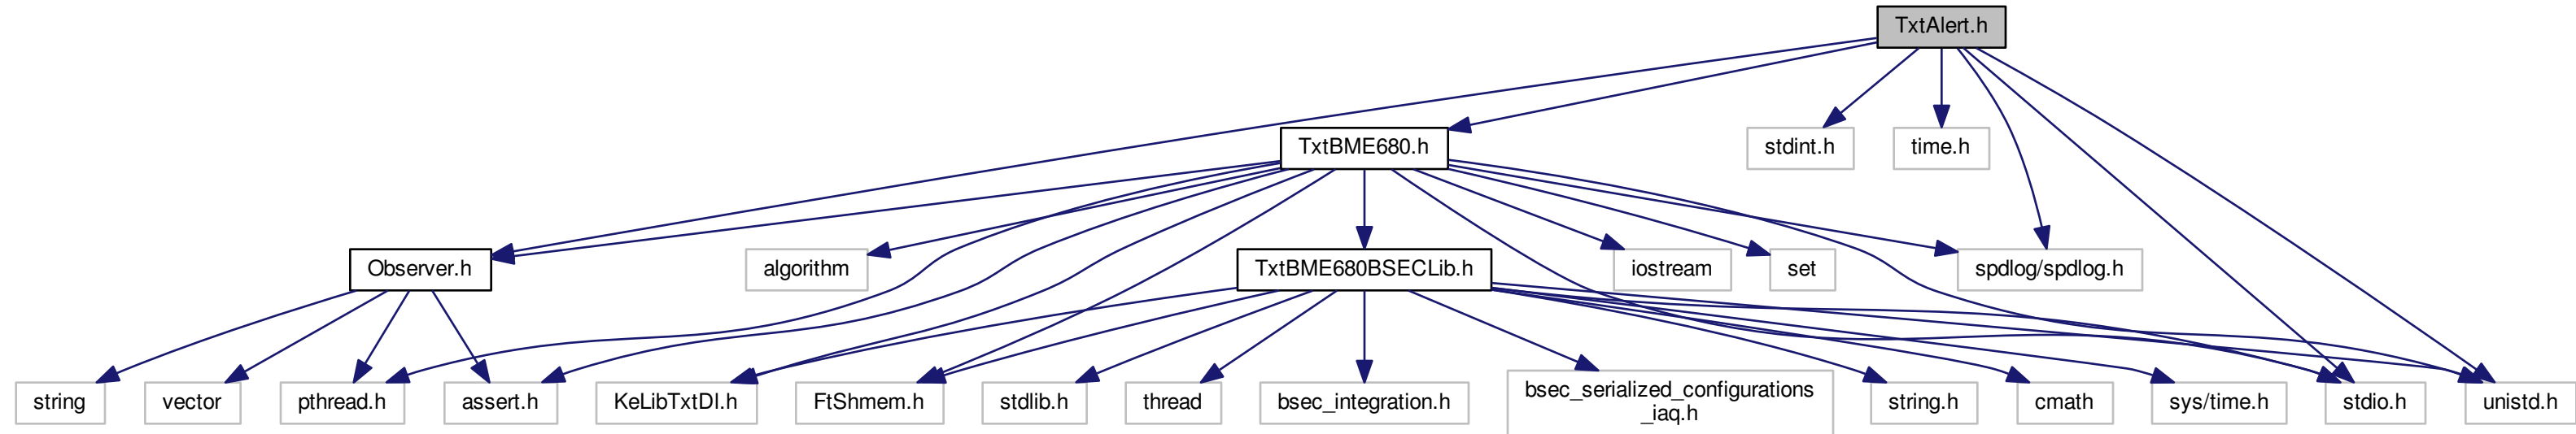 TxtAlert.h
TxtBME680.h
stdint.h
time.h
Observer.h
algorithm
TxtBME680BSECLib.h
iostream
set
spdlog/spdlog.h
string
vector
pthread.h
assert.h
KeLibTxtDl.h
FtShmem.h
stdlib.h
thread
bsec_integration.h
bsec_serialized_configurations
_iaq.h
string.h
cmath
sys/time.h
stdio.h
unistd.h